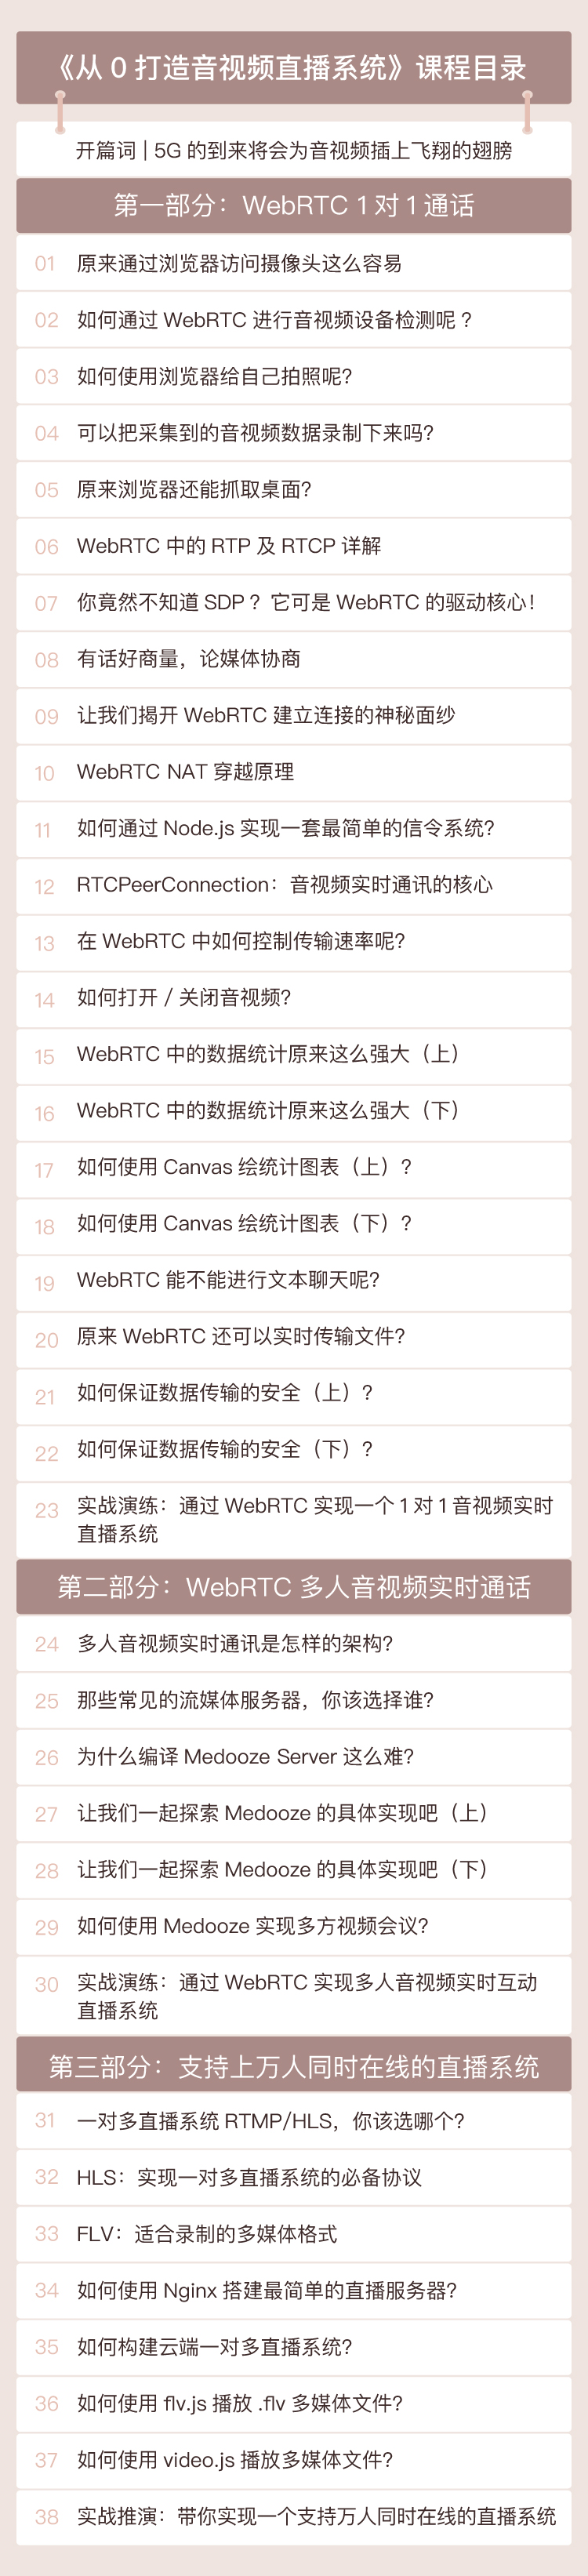 《从 0 打造音视频直播系统》课程目录
开篇词 | 5G 的到来将会为音视频插上飞翔的翅膀
第一部分：WebRTC 1 对 1 通话
01 原来通过浏览器访问摄像头这么容易
02 如何通过 WebRTC 进行音视频设备检测呢？
03 如何使用浏览器给自己拍照呢?
04 可以把采集到的音视频数据录制下来吗?
05 原来浏览器还能抓取桌面?
06 WebRTC 中的 RTP 及 RTCP 详解
07 你竟然不知道 SDP？它可是 WebRTC 的驱动核心!
08 有话好商量，论媒体协商
09 让我们揭开 WebRTC 建立连接的神秘面纱
10 WebRTC NAT 穿越原理
11 如何通过 Node.js 实现一套最简单的信令系统?
12 RTCPeerConnection：音视频实时通讯的核心
13 在 WebRTC 中如何控制传输速率呢?
14 如何打开 / 关闭音视频?
15 WebRTC 中的数据统计原来这么强大（上）
16 WebRTC 中的数据统计原来这么强大（下）
17 如何使用 Canvas 绘统计图表（上）?
18 如何使用 Canvas 绘统计图表（下）?
19 WebRTC 能不能进行文本聊天呢?
20 原来 WebRTC 还可以实时传输文件?
21 如何保证数据传输的安全（上）?
22 如何保证数据传输的安全（下）?
23 实战演练：通过 WebRTC 实现一个 1 对 1 音视频实时
直播系统
第二部分：WebRTC 多人音视频实时通话
24 多人音视频实时通讯是怎样的架构?
25 那些常见的流媒体服务器，你该选择谁?
26 为什么编译 Medooze Server 这么难?
27 让我们一起探索 Medooze 的具体实现吧（上）
28 让我们一起探索 Medooze 的具体实现吧（下）
29 如何使用 Medooze 实现多方视频会议?
30 实战演练：通过 WebRTC 实现多人音视频实时互动
直播系统
第三部分：支持上万人同时在线的直播系统
31 一对多直播系统 RTMP/HLS，你该选哪个?
32 HLS：实现一对多直播系统的必备协议
33 FLV：适合录制的多媒体格式
34 如何使用 Nginx 搭建最简单的直播服务器?
35 如何构建云端一对多直播系统?
36 如何使用 flv.js 播放 .flv 多媒体文件?
37 如何使用 video.js 播放多媒体文件?
38 实战推演：带你实现一个支持万人同时在线的直播系统